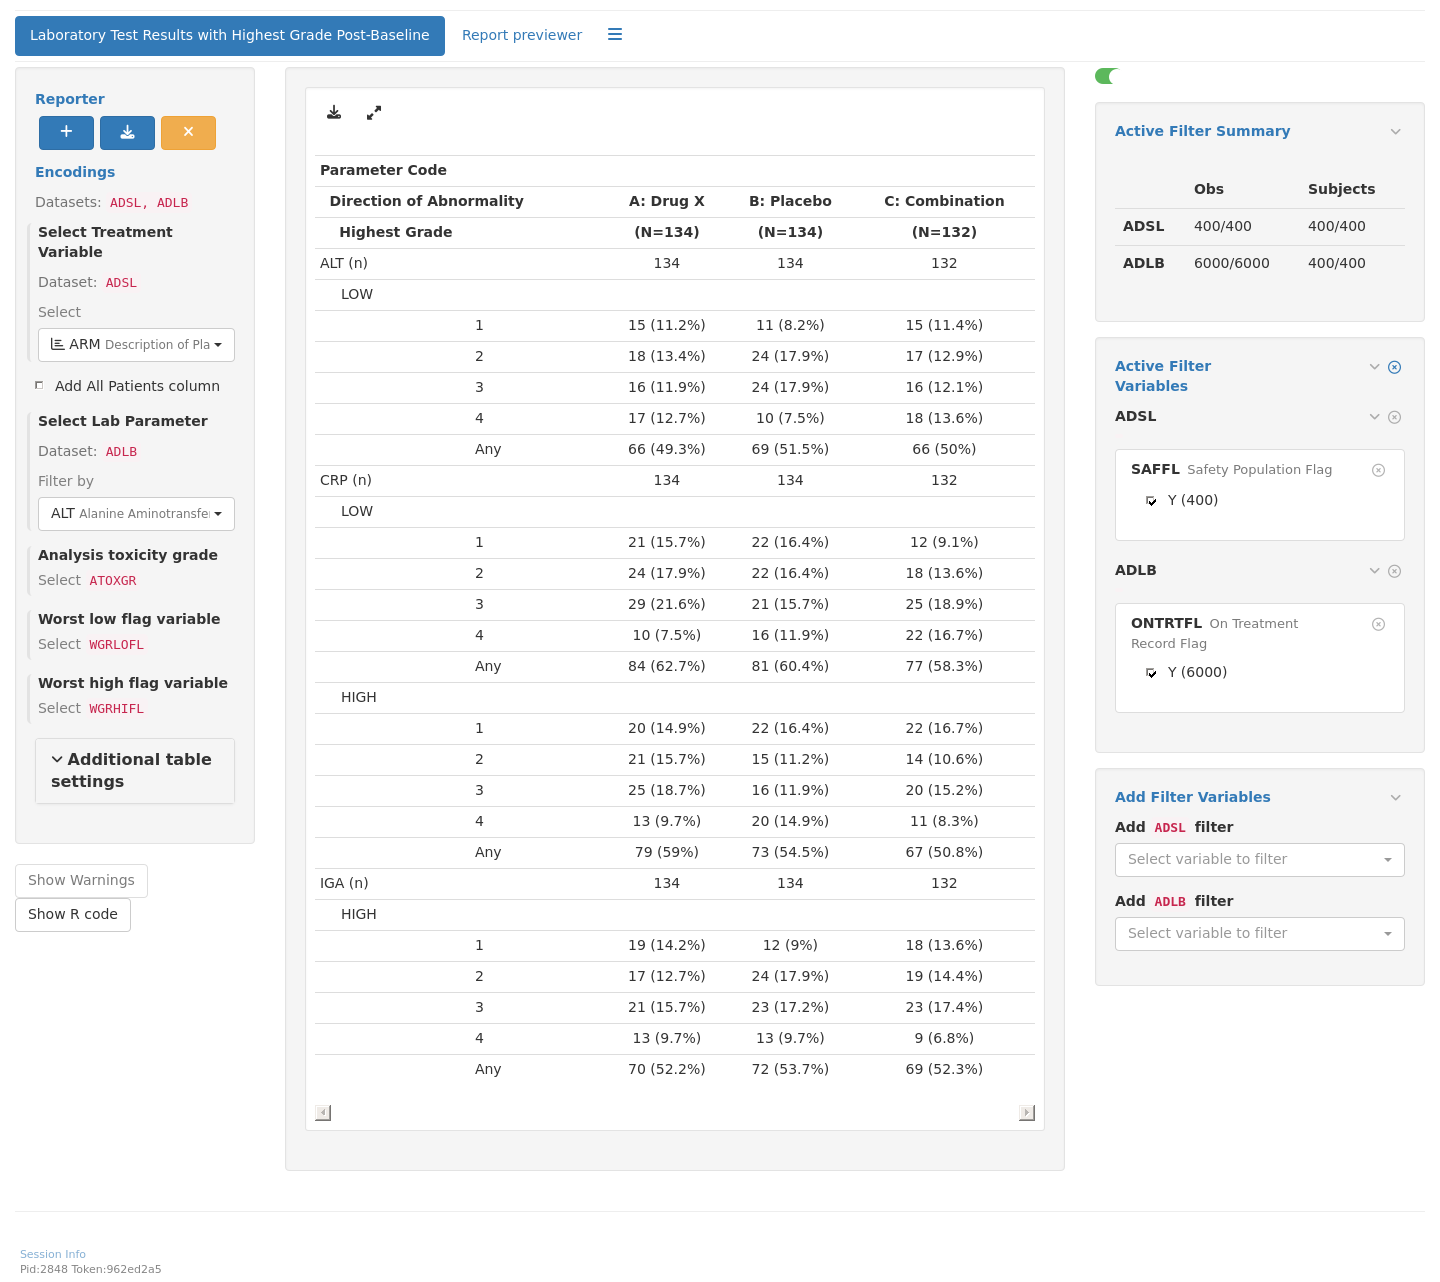 Laboratory Test Results with Highest Grade Post-Baseline
Report previewer
Reporter
Encodings
Datasets: ADSL, ADLB
Select Treatment
Variable
Dataset: ADSL
Select
ARM Description of Pla
Add All Patients column
Select Lab Parameter
Dataset: ADLB
Filter by
ALT Alanine Aminotransfe
Analysis toxicity grade
Select ATOXGR
Worst low flag variable
Select WGRLOFL
Worst high flag variable
Select WGRHIFL
Additional table
settings
Show Warnings
Show R code
Parameter Code
Direction of Abnormality A: Drug X B: Placebo C: Combination
Highest Grade (N=134) (N=134) (N=132)
ALT (n) 134 134 132
LOW
1 15 (11.2%) 11 (8.2%) 15 (11.4%)
2 18 (13.4%) 24 (17.9%) 17 (12.9%)
3 16 (11.9%) 24 (17.9%) 16 (12.1%)
4 17 (12.7%) 10 (7.5%) 18 (13.6%)
Any 66 (49.3%) 69 (51.5%) 66 (50%)
CRP (n) 134 134 132
LOW
1 21 (15.7%) 22 (16.4%) 12 (9.1%)
2 24 (17.9%) 22 (16.4%) 18 (13.6%)
3 29 (21.6%) 21 (15.7%) 25 (18.9%)
4 10 (7.5%) 16 (11.9%) 22 (16.7%)
Any 84 (62.7%) 81 (60.4%) 77 (58.3%)
HIGH
1 20 (14.9%) 22 (16.4%) 22 (16.7%)
2 21 (15.7%) 15 (11.2%) 14 (10.6%)
3 25 (18.7%) 16 (11.9%) 20 (15.2%)
4 13 (9.7%) 20 (14.9%) 11 (8.3%)
Any 79 (59%) 73 (54.5%) 67 (50.8%)
IGA (n) 134 134 132
HIGH
1 19 (14.2%) 12 (9%) 18 (13.6%)
2 17 (12.7%) 24 (17.9%) 19 (14.4%)
3 21 (15.7%) 23 (17.2%) 23 (17.4%)
4 13 (9.7%) 13 (9.7%) 9 (6.8%)
Any 70 (52.2%) 72 (53.7%) 69 (52.3%)
Active Filter Summary
Obs Subjects
ADSL 400/400 400/400
ADLB 6000/6000 400/400
Active Filter
Variables
ADSL
SAFFL Safety Population Flag
Y (400)
ADLB
ONTRTFL On Treatment
Record Flag
Y (6000)
Add Filter Variables
Add ADSL filter
Select variable to filter
Add ADLB filter
Select variable to filter
Session Info
Pid:2848 Token:962ed2a5